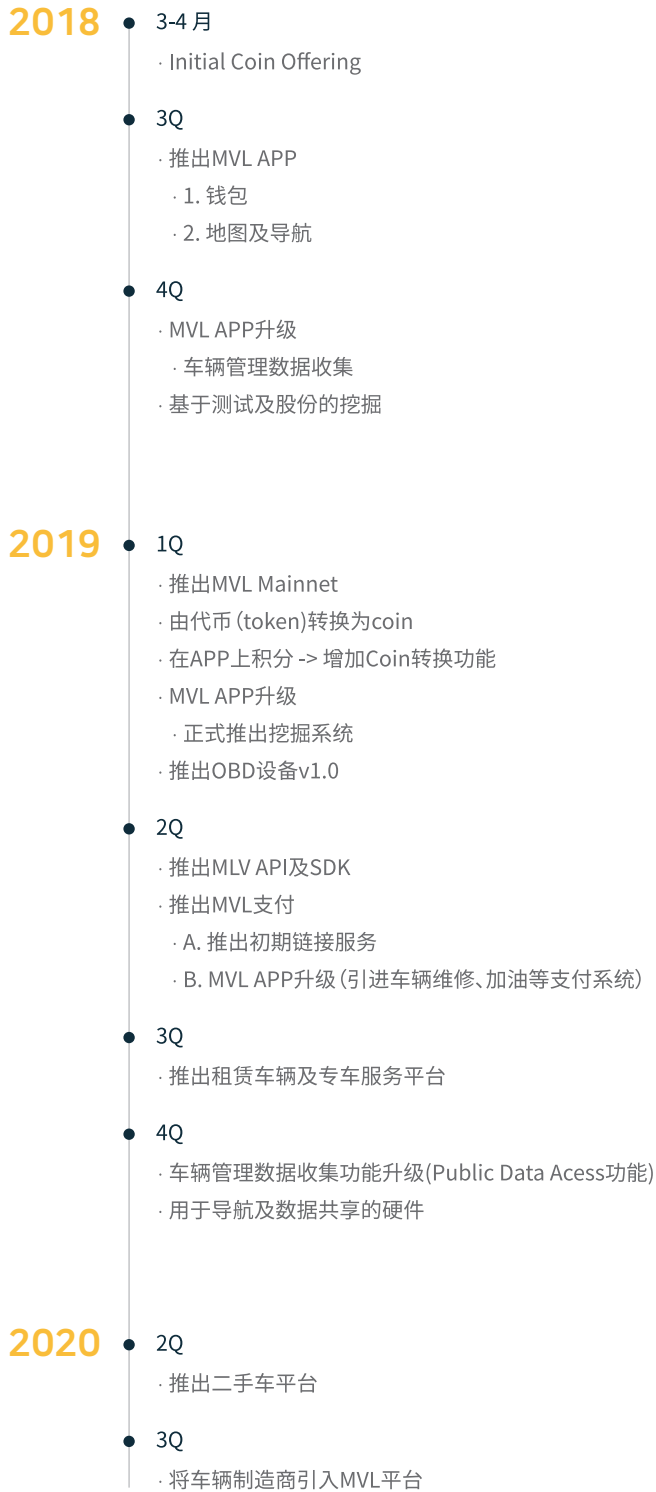 2018
3-4 月
· Initial Coin Offering
3Q
· 推出MVL APP
· 1. 钱包
· 2. 地图及导航
4Q
· MVL APP升级
· 车辆管理数据收集
· 基于测试及股份的挖掘
2019
1Q
· 推出MVL Mainnet
· 由代币（token)转换为coin
· 在APP上积分 -> 增加Coin转换功能
· MVL APP升级
· 正式推出挖掘系统
· 推出OBD设备v1.0
2Q
· 推出MLV API及SDK
· 推出MVL支付
· A. 推出初期链接服务
· B. MVL APP升级（引进车辆维修、加油等支付系统）
3Q
· 推出租赁车辆及专车服务平台
4Q
· 车辆管理数据收集功能升级(Public Data Acess功能)
· 用于导航及数据共享的硬件
2020
2Q
· 推出二手车平台
3Q
· 将车辆制造商引入MVL平台